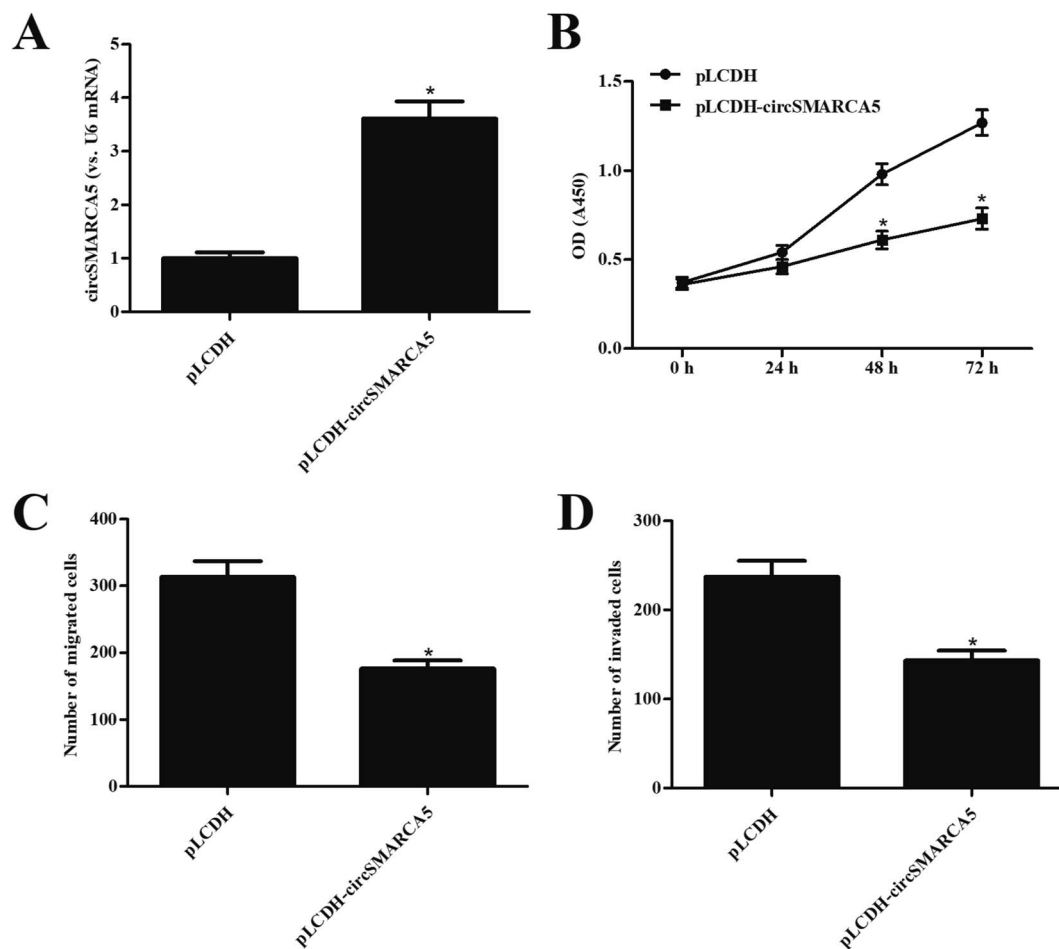 A
circSMARCA5 (vs. U6 mRNA)
5
4
3
2
1
0
*
pLCDH
pLCDH-circSMARCA5
B
pLCDH
pLCDH-circSMARCA5
OD (A450)
1.5
1.0
0.5
0.0
*
*
0 h
24 h
48 h
72 h
C
Number of migrated cells
400
300
200
100
0
*
pLCDH
pLCDH-circSMARCA5
D
Number of invaded cells
300
200
100
0
*
pLCDH
pLCDH-circSMARCA5